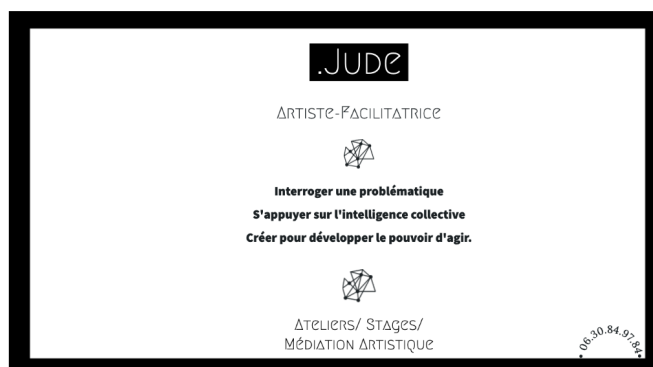 .Jude
Artiste-Facilitatrice
Interroger une problématique
S'appuyer sur l'intelligence collective
Créer pour développer le pouvoir d'agir.
Ateliers/ Stages/
Médiation Artistique
• 06.30.84.97.84 •